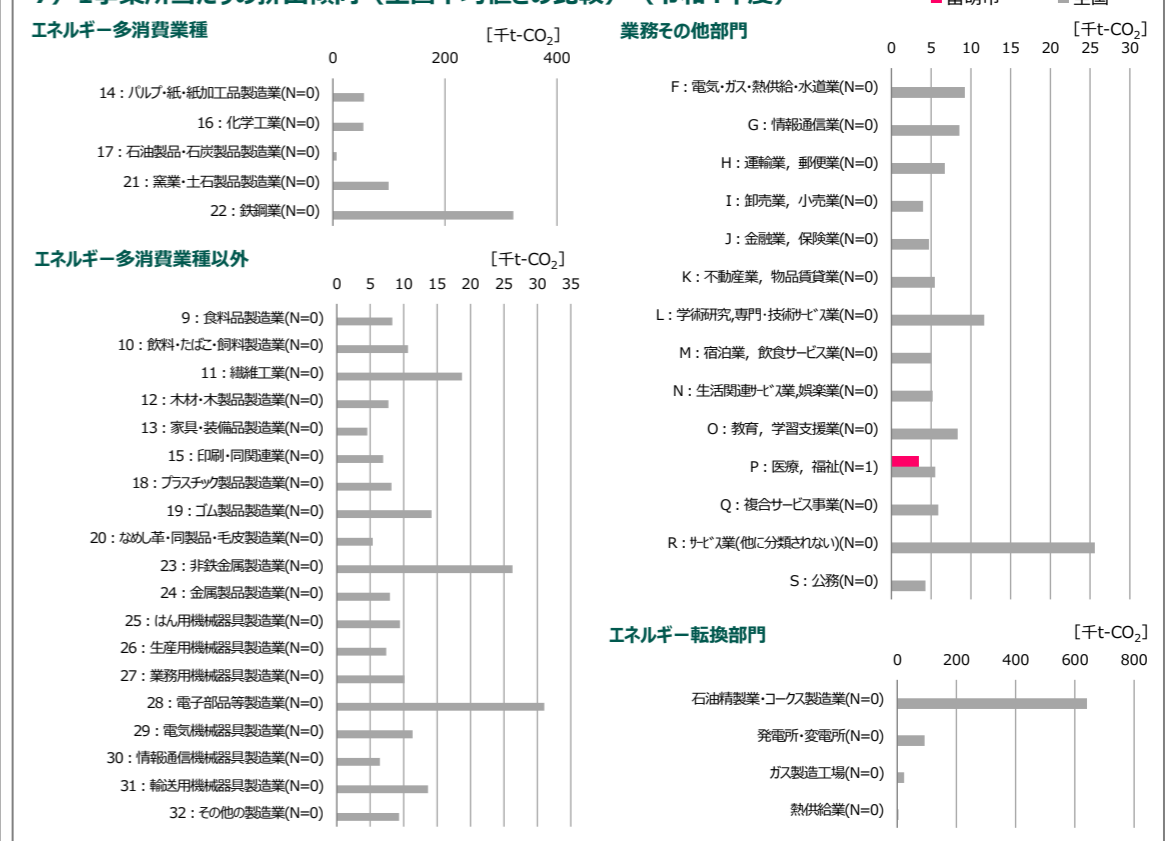 エネルギー多消費業種
[千t-CO2]
0 200 400
14：パルプ・紙・紙加工品製造業(N=0)
16：化学工業(N=0)
17：石油製品・石炭製品製造業(N=0)
21：窯業・土石製品製造業(N=0)
22：鉄鋼業(N=0)
エネルギー多消費業種以外
[千t-CO2]
0 5 10 15 20 25 30 35
9：食料品製造業(N=0)
10：飲料・たばこ・飼料製造業(N=0)
11：繊維工業(N=0)
12：木材・木製品製造業(N=0)
13：家具・装備品製造業(N=0)
15：印刷・同関連業(N=0)
18：プラスチック製品製造業(N=0)
19：ゴム製品製造業(N=0)
20：なめし革・同製品・毛皮製造業(N=0)
23：非鉄金属製造業(N=0)
24：金属製品製造業(N=0)
25：はん用機械器具製造業(N=0)
26：生産用機械器具製造業(N=0)
27：業務用機械器具製造業(N=0)
28：電子部品等製造業(N=0)
29：電気機械器具製造業(N=0)
30：情報通信機械器具製造業(N=0)
31：輸送用機械器具製造業(N=0)
32：その他の製造業(N=0)
業務その他部門
[千t-CO2]
0 5 10 15 20 25 30
F：電気・ガス・熱供給・水道業(N=0)
G：情報通信業(N=0)
H：運輸業，郵便業(N=0)
I：卸売業，小売業(N=0)
J：金融業，保険業(N=0)
K：不動産業，物品賃貸業(N=0)
L：学術研究,専門・技術ｻｰﾋﾞｽ業(N=0)
M：宿泊業，飲食サービス業(N=0)
N：生活関連ｻｰﾋﾞｽ業,娯楽業(N=0)
O：教育，学習支援業(N=0)
P：医療，福祉(N=1)
Q：複合サービス事業(N=0)
R：ｻｰﾋﾞｽ業(他に分類されない)(N=0)
S：公務(N=0)
エネルギー転換部門
[千t-CO2]
0 200 400 600 800
石油精製業・コークス製造業(N=0)
発電所・変電所(N=0)
ガス製造工場(N=0)
熱供給業(N=0)